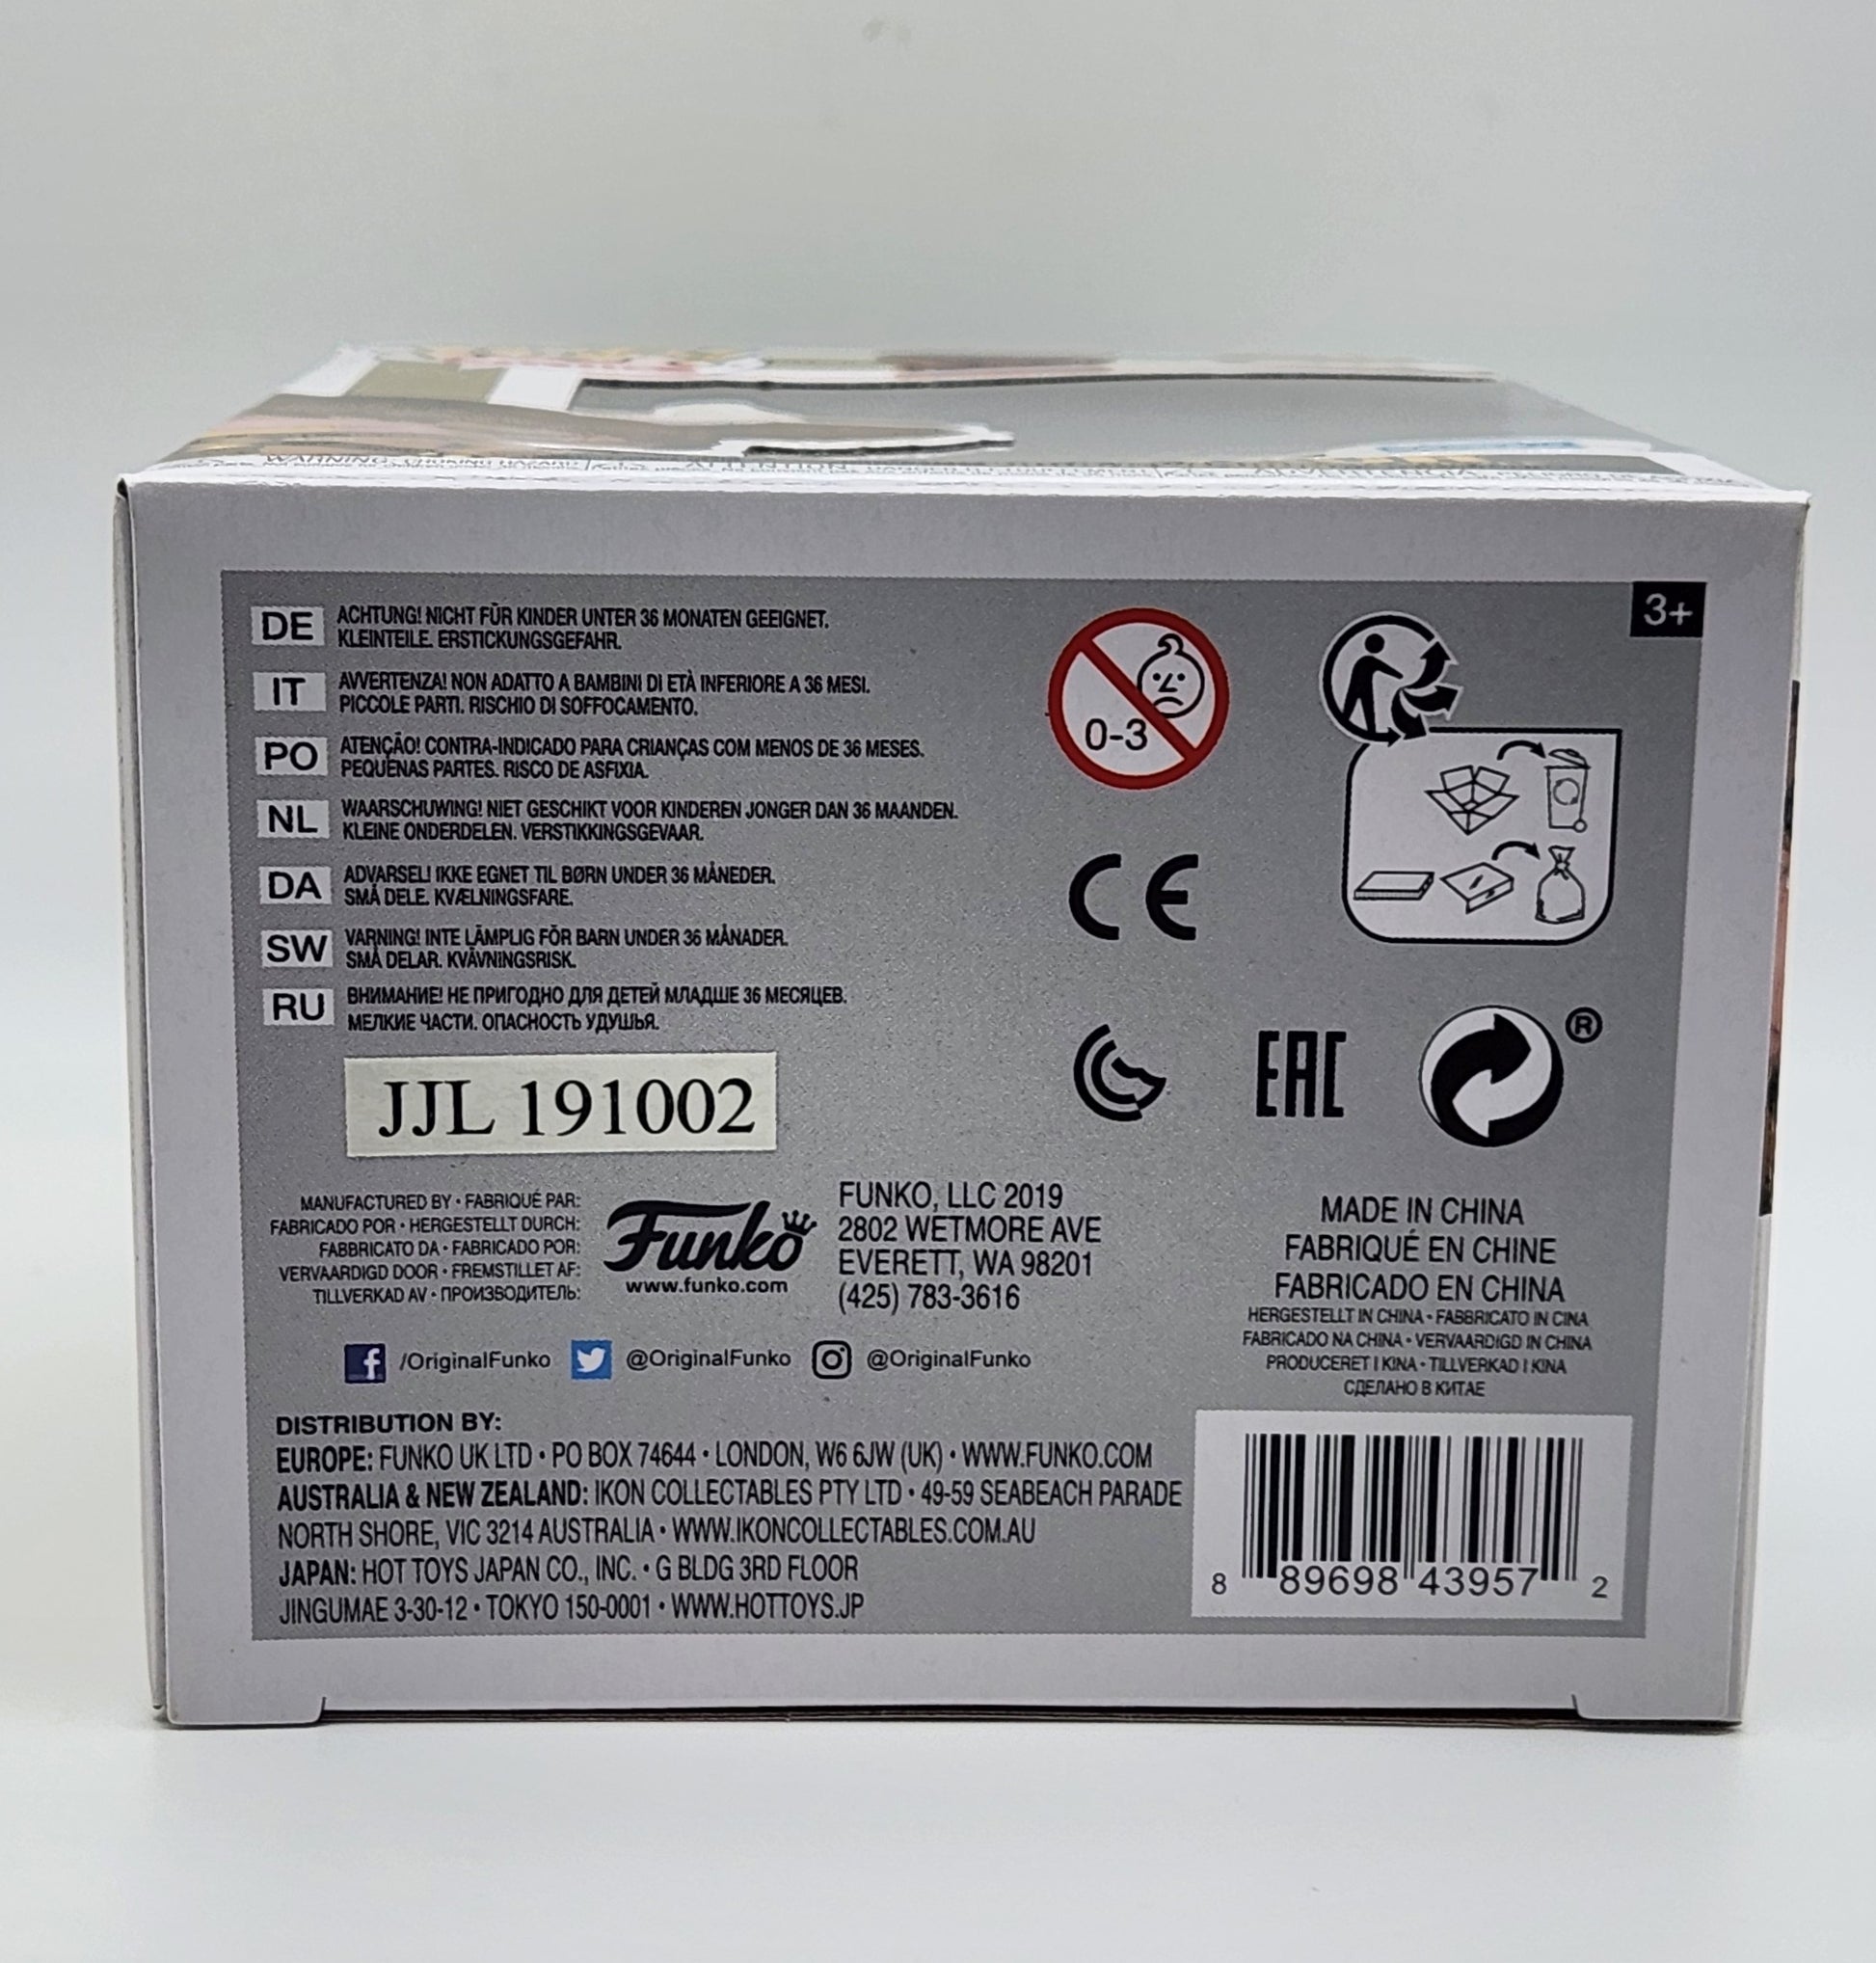 WARNING: CHOKING HAZARD
ATTENTION
ADVERTENCIA
3+
DE
ACHTUNG! NICHT FÜR KINDER UNTER 36 MONATEN GEEIGNET.
KLEINTEILE. ERSTICKUNGSGEFAHR.
IT
AVVERTENZA! NON ADATTO A BAMBINI DI ETÀ INFERIORE A 36 MESI.
PICCOLE PARTI. RISCHIO DI SOFFOCAMENTO.
PO
ATENÇÃO! CONTRA-INDICADO PARA CRIANÇAS COM MENOS DE 36 MESES.
PEQUENAS PARTES. RISCO DE ASFIXIA.
NL
WAARSCHUWING! NIET GESCHIKT VOOR KINDEREN JONGER DAN 36 MAANDEN.
KLEINE ONDERDELEN. VERSTIKKINGSGEVAAR.
DA
ADVARSEL! IKKE EGNET TIL BØRN UNDER 36 MÅNEDER.
SMÅ DELE. KVÆLNINGSFARE.
SW
VARNING! INTE LÄMPLIG FÖR BARN UNDER 36 MÅNADER.
SMÅ DELAR. KVÄVNINGSRISK.
RU
ВНИМАНИЕ! НЕ ПРИГОДНО ДЛЯ ДЕТЕЙ МЛАДШЕ 36 МЕСЯЦЕВ.
МЕЛКИЕ ЧАСТИ. ОПАСНОСТЬ УДУШЬЯ.
0-3
CE
EAC
®
JJL 191002
MANUFACTURED BY • FABRIQUÉ PAR:
FABRICADO POR • HERGESTELLT DURCH:
FABBRICATO DA • FABRICADO POR:
VERVAARDIGD DOOR • FREMSTILLET AF:
TILLVERKAD AV • ПРОИЗВОДИТЕЛЬ:
Funko
www.funko.com
FUNKO, LLC 2019
2802 WETMORE AVE
EVERETT, WA 98201
(425) 783-3616
MADE IN CHINA
FABRIQUÉ EN CHINE
FABRICADO EN CHINA
HERGESTELLT IN CHINA • FABBRICATO IN CINA
FABRICADO NA CHINA • VERVAARDIGD IN CHINA
PRODUCERET I KINA • TILLVERKAD I KINA
СДЕЛАНО В КИТАЕ
f /OriginalFunko @OriginalFunko @OriginalFunko
DISTRIBUTION BY:
EUROPE: FUNKO UK LTD • PO BOX 74644 • LONDON, W6 6JW (UK) • WWW.FUNKO.COM
AUSTRALIA & NEW ZEALAND: IKON COLLECTABLES PTY LTD • 49-59 SEABEACH PARADE
NORTH SHORE, VIC 3214 AUSTRALIA • WWW.IKONCOLLECTABLES.COM.AU
JAPAN: HOT TOYS JAPAN CO., INC. • G BLDG 3RD FLOOR
JINGUMAE 3-30-12 • TOKYO 150-0001 • WWW.HOTTOYS.JP
8 89698 43957 2